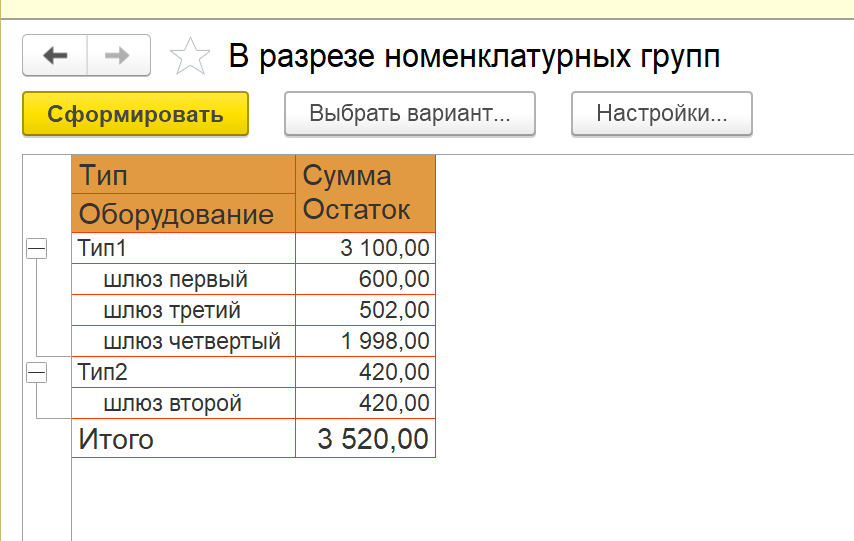 В разрезе номенклатурных групп
Сформировать Выбрать вариант... Настройки...
Тип Сумма Остаток
Оборудование
Тип1 3 100,00
шлюз первый 600,00
шлюз третий 502,00
шлюз четвертый 1 998,00
Тип2 420,00
шлюз второй 420,00
Итого 3 520,00